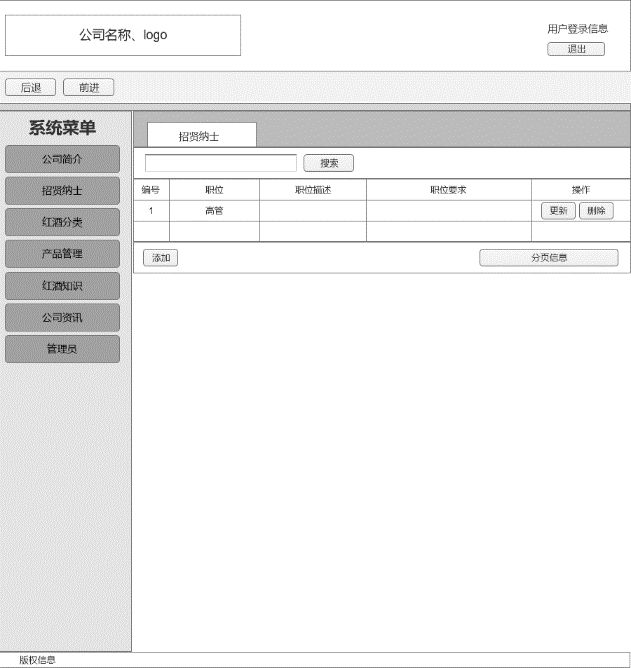 公司名称、logo
用户登录信息
退出
后退 前进
系统菜单
公司简介
招贤纳士
红酒分类
产品管理
红酒知识
公司资讯
管理员
招贤纳士
搜索
编号 职位 职位描述 职位要求 操作
1 高管 更新 删除
添加 分页信息
版权信息